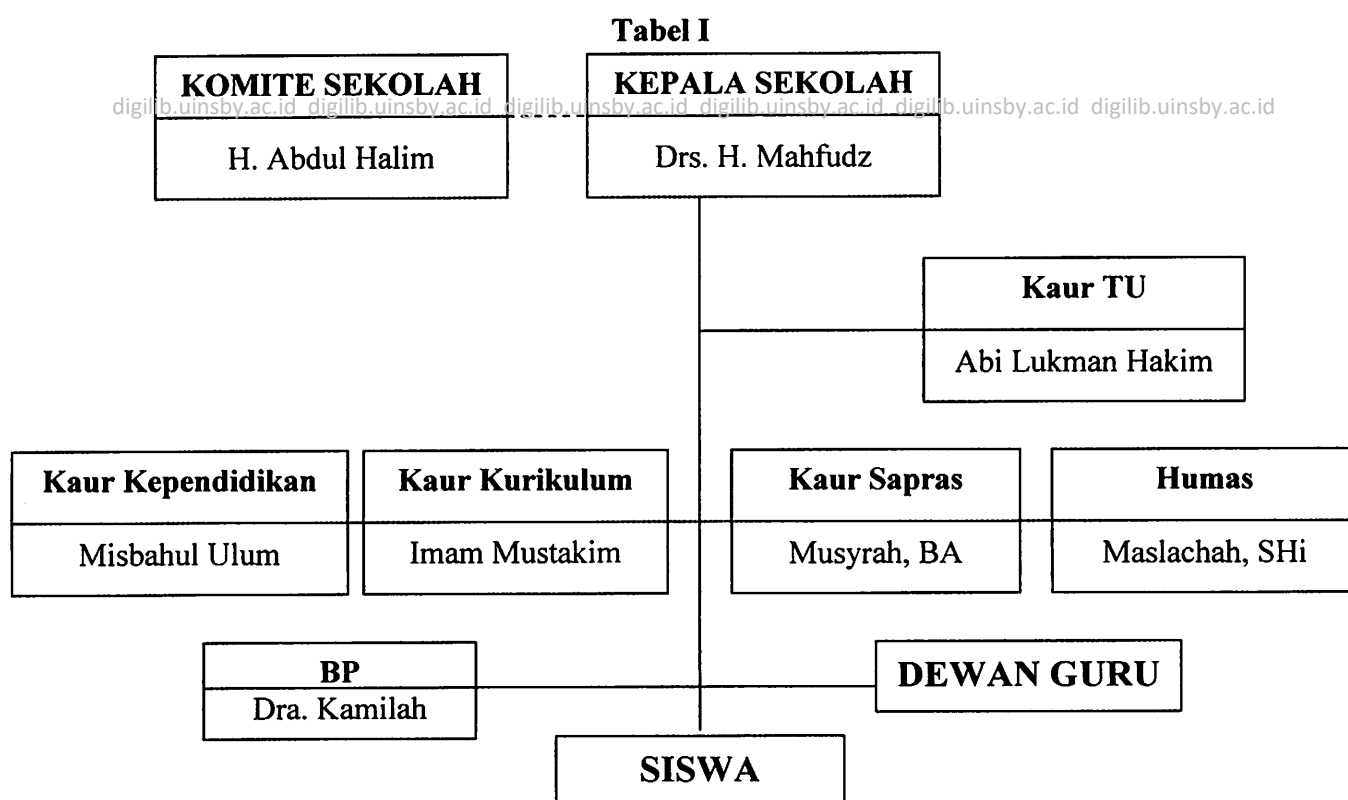 Tabel I
KOMITE SEKOLAH
KEPALA SEKOLAH
digilib.uinsby.ac.id digilib.uinsby.ac.id digilib.uinsby.ac.id digilib.uinsby.ac.id digilib.uinsby.ac.id digilib.uinsby.ac.id
H. Abdul Halim
Drs. H. Mahfudz
Kaur TU
Abi Lukman Hakim
Kaur Kependidikan
Kaur Kurikulum
Kaur Sapras
Humas
Misbahul Ulum
Imam Mustakim
Musyrah, BA
Maslachah, SHi
BP
Dra. Kamilah
DEWAN GURU
SISWA